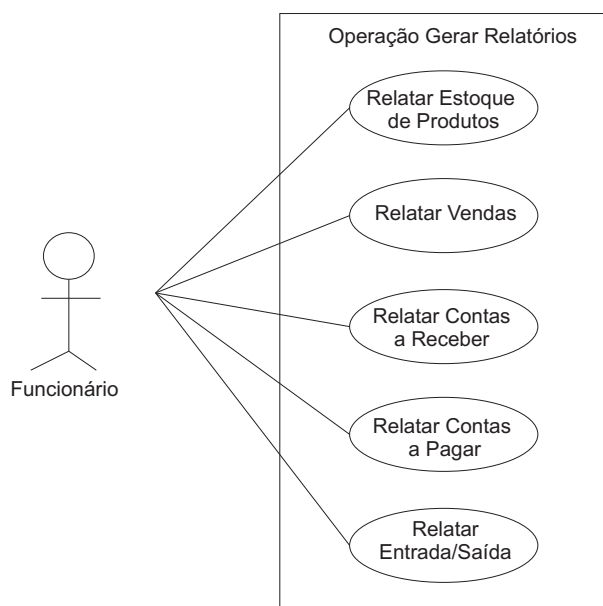 Operação Gerar Relatórios
Relatar Estoque
de Produtos
Relatar Vendas
Relatar Contas
a Receber
Funcionário
Relatar Contas
a Pagar
Relatar
Entrada/Saída